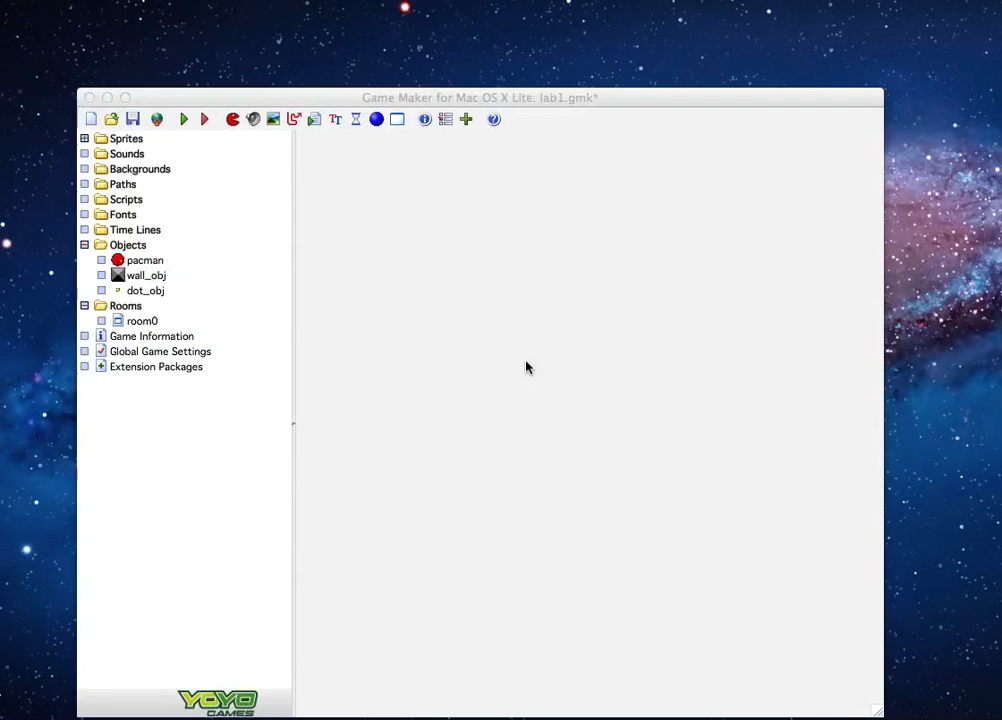 Game Maker for Mac OS X Lite. lab1.gmk*
TT
Sprites
Sounds
Backgrounds
Paths
Scripts
Fonts
Time Lines
Objects
pacman
wall_obj
dot_obj
Rooms
room0
Game Information
Global Game Settings
Extension Packages
YOYO
GAMES